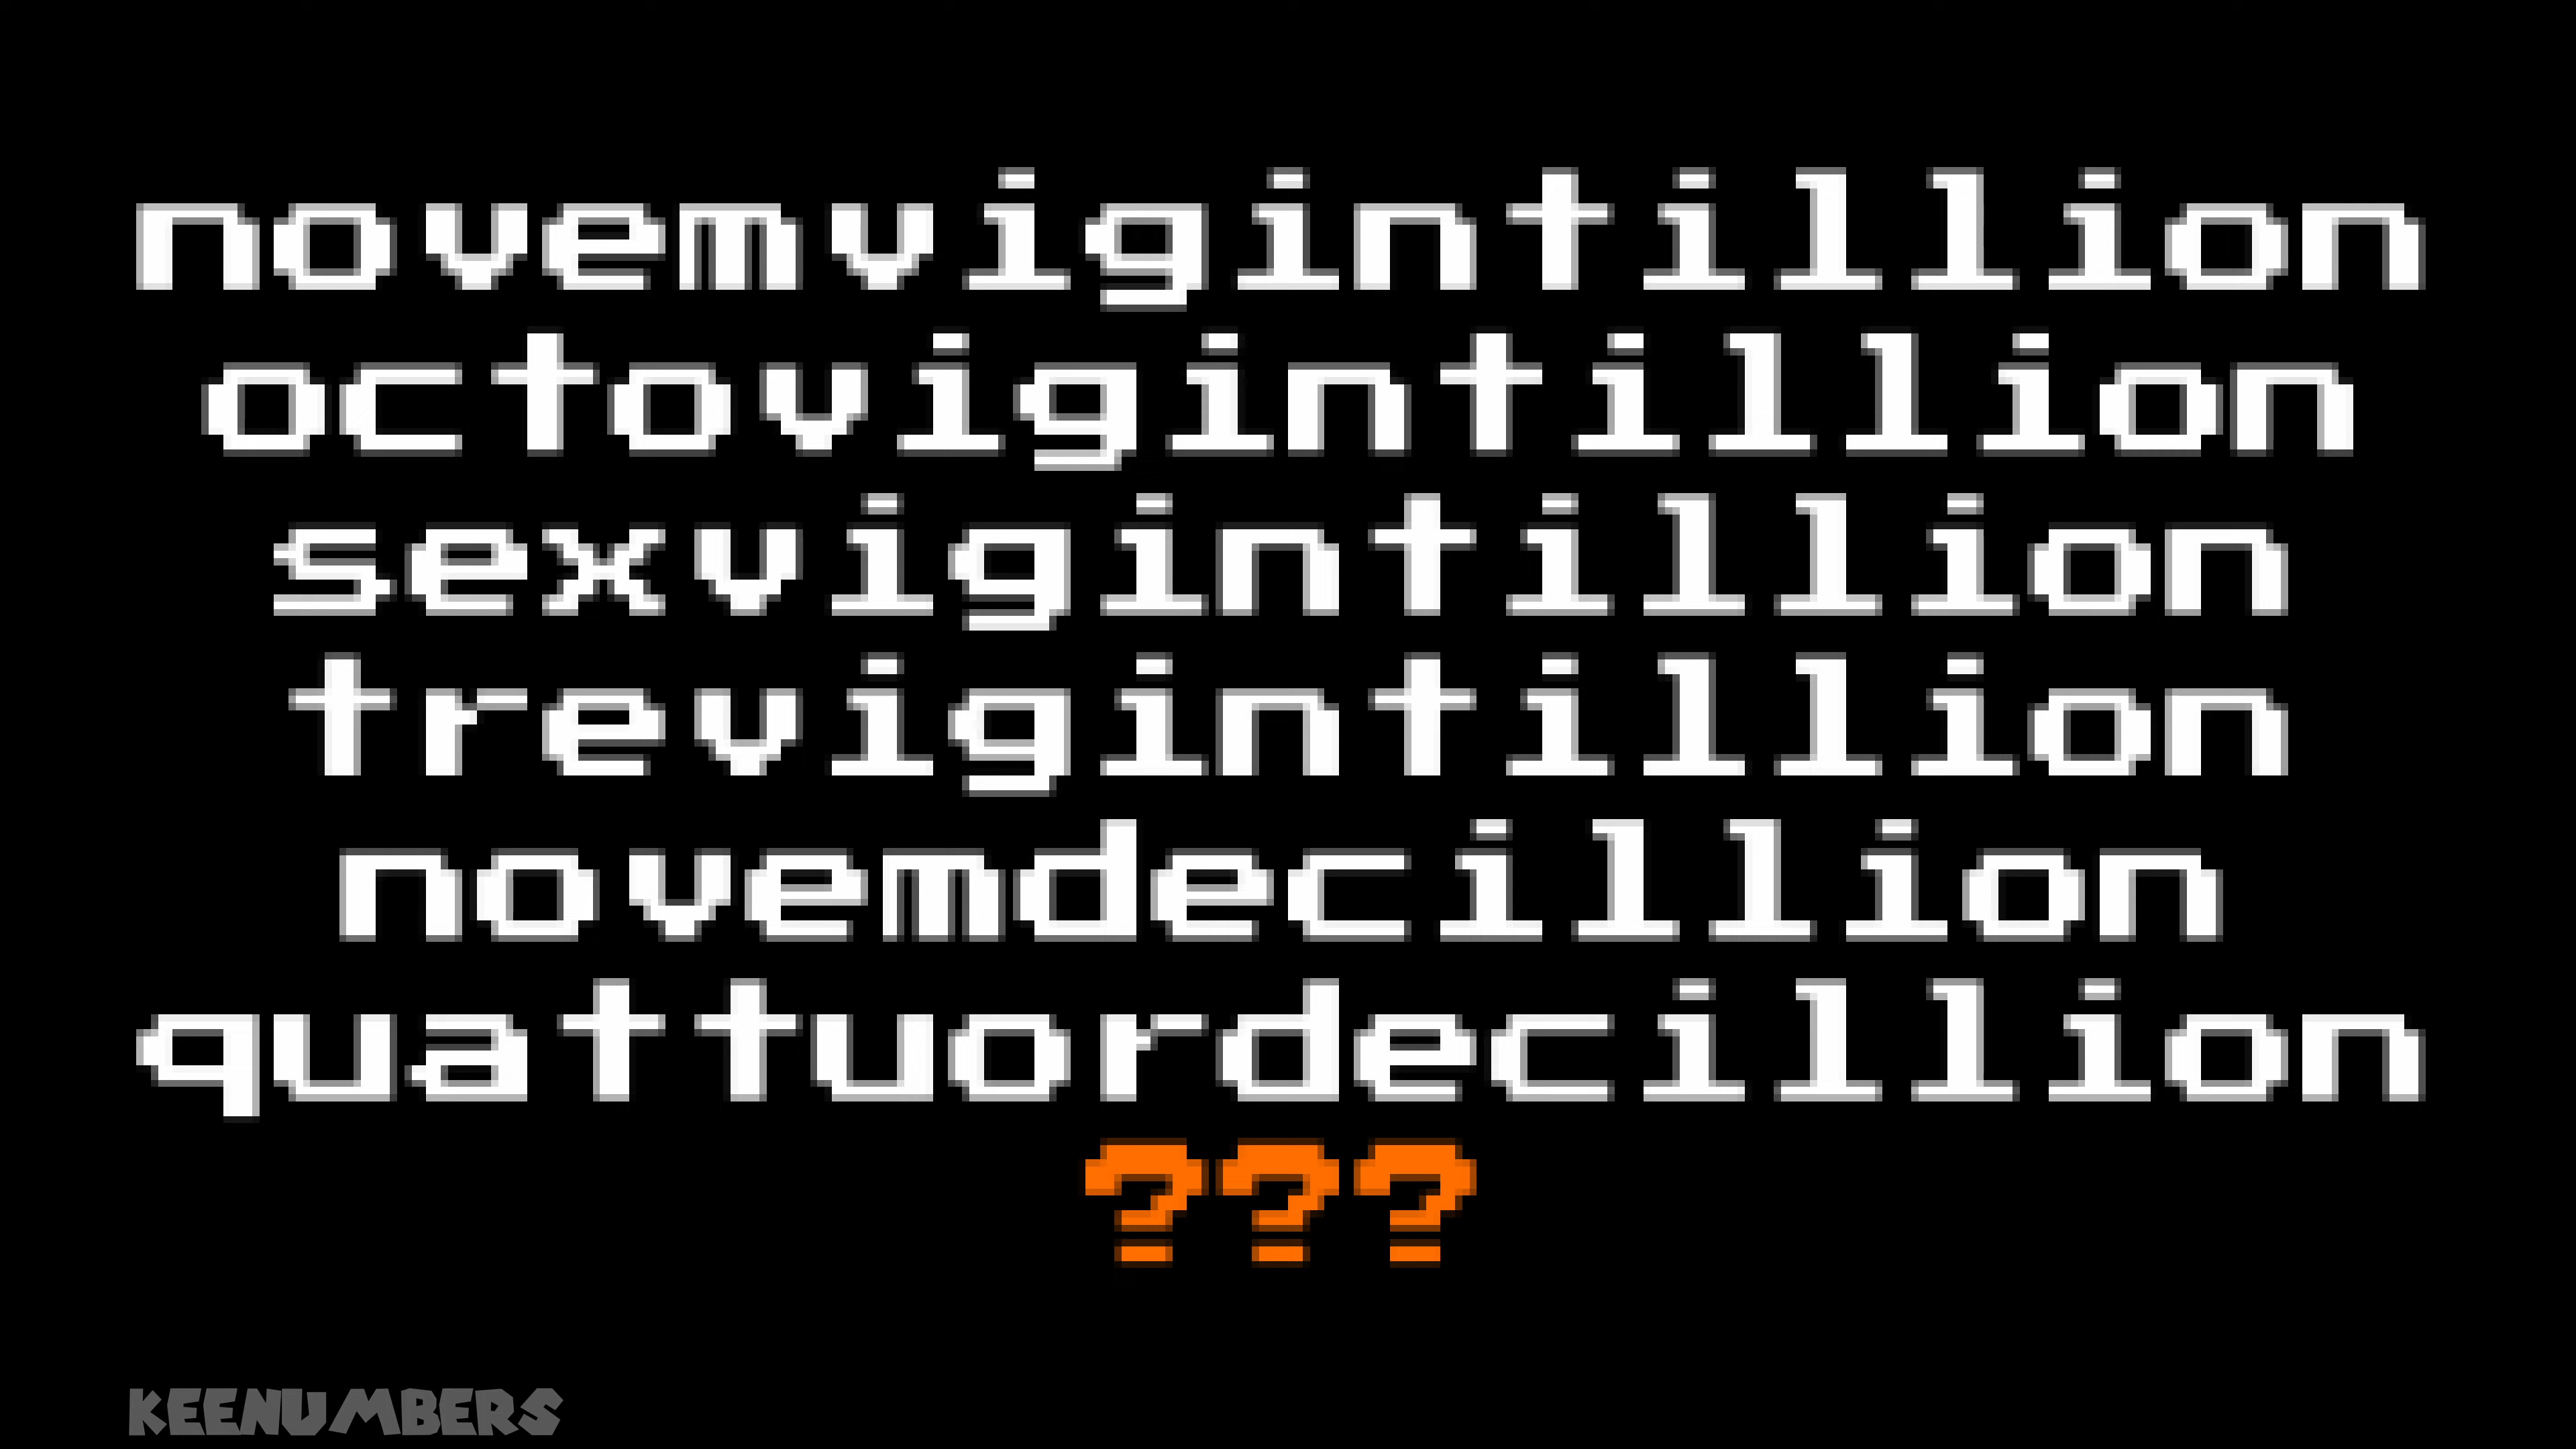 novemvigintillion
octovigintillion
sexvigintillion
trevigintillion
novemdecillion
quattuordecillion
???
KEENUMBERS